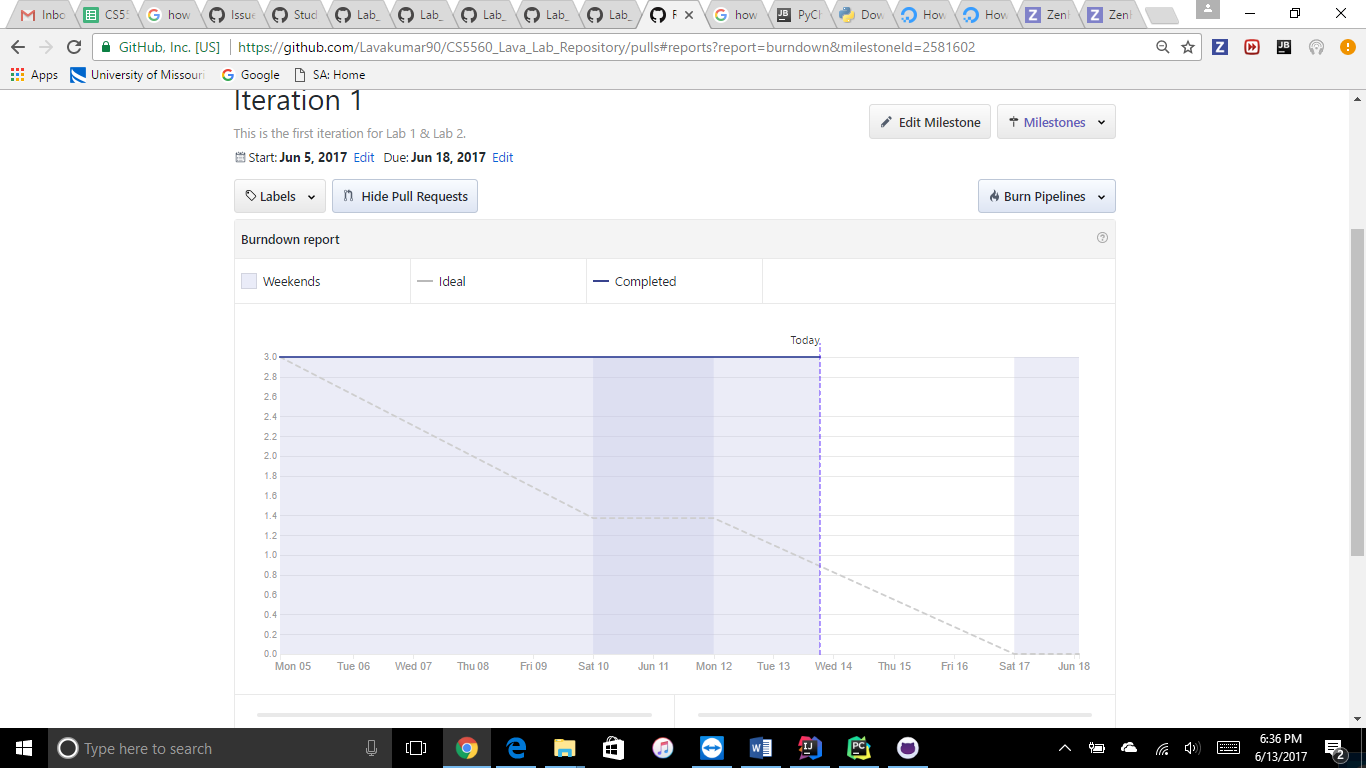 Inbo CS55 how Issue Stud Lab_ Lab_ Lab_ Lab_ Lab_ how PyCh Dow How How ZenH ZenH
GitHub, Inc. [US] https://github.com/Lavakumar90/CS5560_Lava_Lab_Repository/pulls#reports?report=burndown&milestoneId=2581602
Apps University of Missour Google SA: Home
Iteration 1
This is the first iteration for Lab 1 & Lab 2.
Edit Milestone Milestones
Start: Jun 5, 2017 Edit Due: Jun 18, 2017 Edit
Labels Hide Pull Requests Burn Pipelines
Burndown report
Weekends Ideal Completed
Today
3.0
2.8
2.6
2.4
2.2
2.0
1.8
1.6
1.4
1.2
1.0
0.8
0.6
0.4
0.2
0.0
Mon 05 Tue 06 Wed 07 Thu 08 Fri 09 Sat 10 Jun 11 Mon 12 Tue 13 Wed 14 Thu 15 Fri 16 Sat 17 Jun 18
Type here to search
6:36 PM
6/13/2017
2